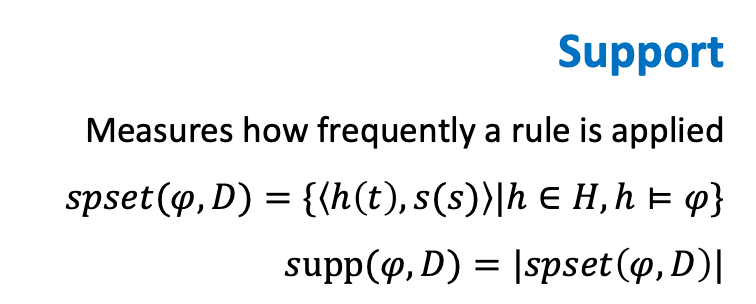 Support
Measures how frequently a rule is applied
spset(φ, D) = {⟨h(t), s(s)⟩|h ∈ H, h ⊨ φ}
supp(φ, D) = |spset(φ, D)|